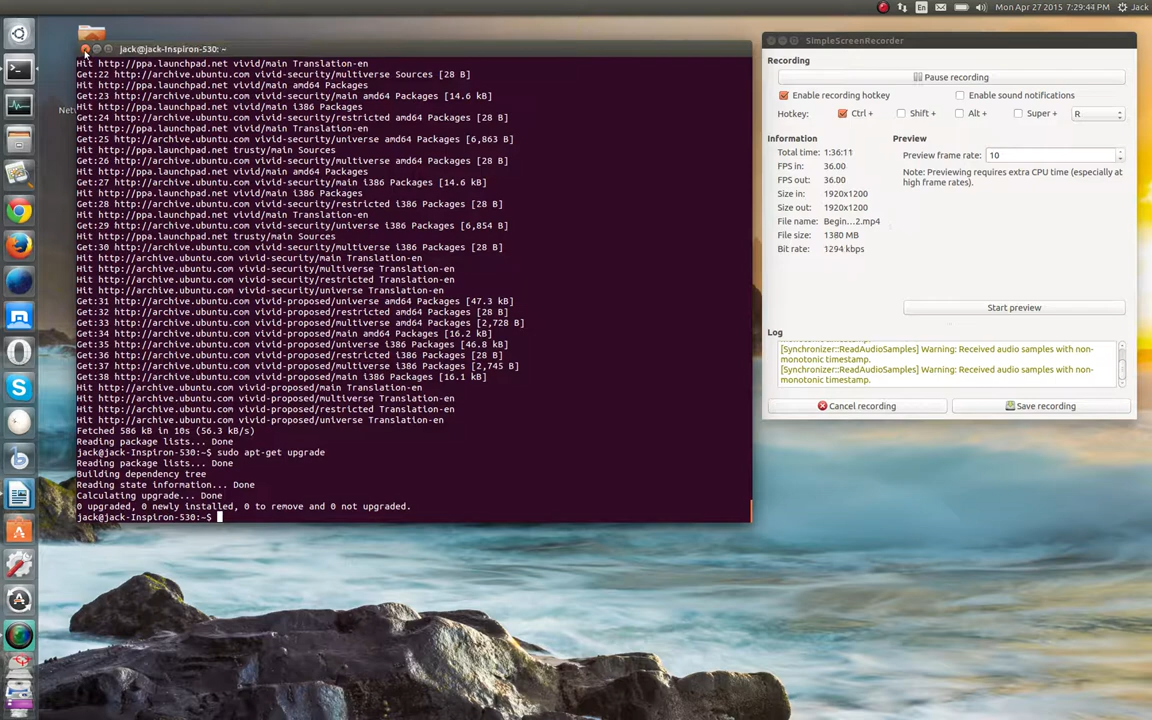 En
Mon Apr 27 2015 7:29:44 PM
Jack
jack@jack-Inspiron-530: ~
Hit http://ppa.launchpad.net vivid/main Translation-en
Get:22 http://archive.ubuntu.com vivid-security/multiverse Sources [28 B]
Hit http://ppa.launchpad.net vivid/main amd64 Packages
Get:23 http://archive.ubuntu.com vivid-security/main amd64 Packages [14.6 kB]
Hit http://ppa.launchpad.net vivid/main i386 Packages
Get:24 http://archive.ubuntu.com vivid-security/restricted amd64 Packages [28 B]
Hit http://ppa.launchpad.net vivid/main Translation-en
Get:25 http://archive.ubuntu.com vivid-security/universe amd64 Packages [6,863 B]
Hit http://ppa.launchpad.net trusty/main Sources
Get:26 http://archive.ubuntu.com vivid-security/multiverse amd64 Packages [28 B]
Hit http://ppa.launchpad.net vivid/main amd64 Packages
Get:27 http://archive.ubuntu.com vivid-security/main i386 Packages [14.6 kB]
Hit http://ppa.launchpad.net vivid/main i386 Packages
Get:28 http://archive.ubuntu.com vivid-security/restricted i386 Packages [28 B]
Hit http://ppa.launchpad.net vivid/main Translation-en
Get:29 http://archive.ubuntu.com vivid-security/universe i386 Packages [6,854 B]
Hit http://ppa.launchpad.net trusty/main Sources
Get:30 http://archive.ubuntu.com vivid-security/multiverse i386 Packages [28 B]
Hit http://archive.ubuntu.com vivid-security/main Translation-en
Hit http://archive.ubuntu.com vivid-security/multiverse Translation-en
Hit http://archive.ubuntu.com vivid-security/restricted Translation-en
Hit http://archive.ubuntu.com vivid-security/universe Translation-en
Get:31 http://archive.ubuntu.com vivid-proposed/universe amd64 Packages [47.3 kB]
Get:32 http://archive.ubuntu.com vivid-proposed/restricted amd64 Packages [28 B]
Get:33 http://archive.ubuntu.com vivid-proposed/multiverse amd64 Packages [2,728 B]
Get:34 http://archive.ubuntu.com vivid-proposed/main amd64 Packages [16.2 kB]
Get:35 http://archive.ubuntu.com vivid-proposed/universe i386 Packages [46.8 kB]
Get:36 http://archive.ubuntu.com vivid-proposed/restricted i386 Packages [28 B]
Get:37 http://archive.ubuntu.com vivid-proposed/multiverse i386 Packages [2,745 B]
Get:38 http://archive.ubuntu.com vivid-proposed/main i386 Packages [16.1 kB]
Hit http://archive.ubuntu.com vivid-proposed/main Translation-en
Hit http://archive.ubuntu.com vivid-proposed/multiverse Translation-en
Hit http://archive.ubuntu.com vivid-proposed/restricted Translation-en
Hit http://archive.ubuntu.com vivid-proposed/universe Translation-en
Fetched 586 kB in 10s (56.3 kB/s)
Reading package lists... Done
jack@jack-Inspiron-530:~$ sudo apt-get upgrade
Reading package lists... Done
Building dependency tree
Reading state information... Done
Calculating upgrade... Done
0 upgraded, 0 newly installed, 0 to remove and 0 not upgraded.
jack@jack-Inspiron-530:~$
Net
SimpleScreenRecorder
Recording
Pause recording
Enable recording hotkey
Enable sound notifications
Hotkey: Ctrl + Shift + Alt + Super + R
Information
Total time: 1:36:11
FPS in: 36.00
FPS out: 36.00
Size in: 1920x1200
Size out: 1920x1200
File name: Begin...2.mp4
File size: 1380 MB
Bit rate: 1294 kbps
Preview
Preview frame rate: 10
Note: Previewing requires extra CPU time (especially at
high frame rates).
Start preview
Log
[Synchronizer::ReadAudioSamples] Warning: Received audio samples with non-
monotonic timestamp.
[Synchronizer::ReadAudioSamples] Warning: Received audio samples with non-
monotonic timestamp.
Cancel recording
Save recording